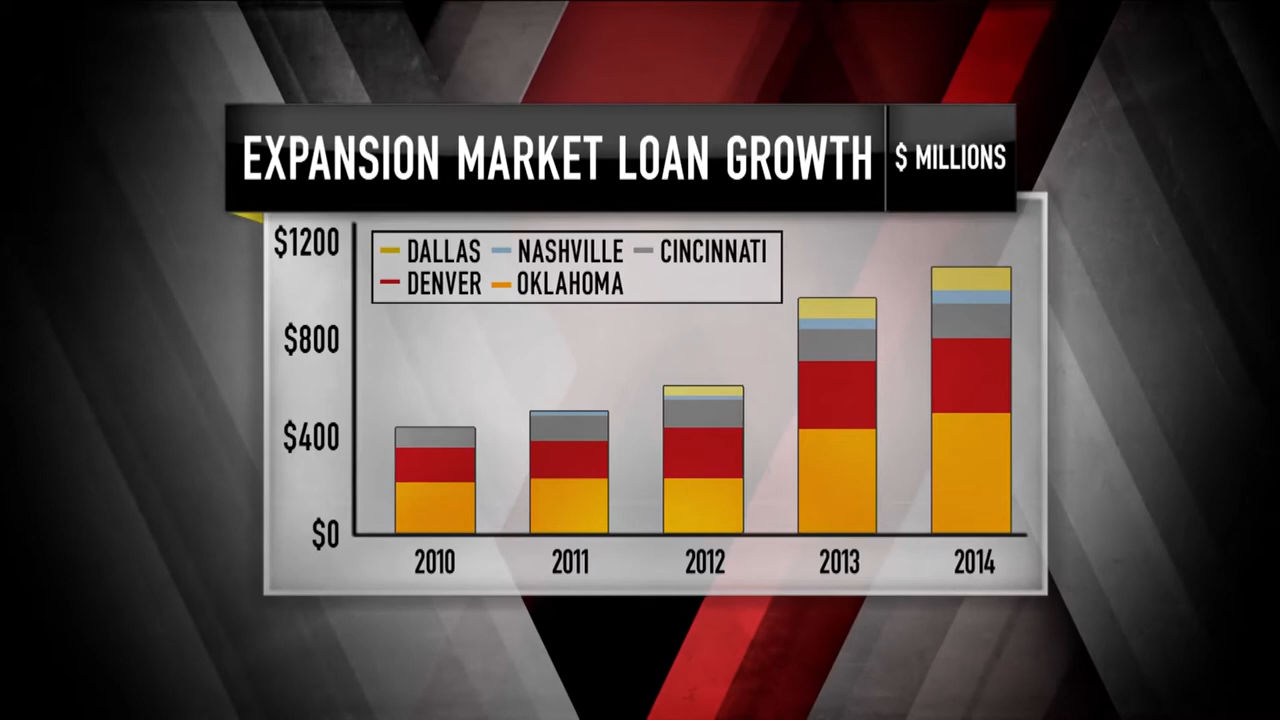 EXPANSION MARKET LOAN GROWTH
$ MILLIONS
$1200
$800
$400
$0
DALLAS NASHVILLE CINCINNATI
DENVER OKLAHOMA
2010 2011 2012 2013 2014